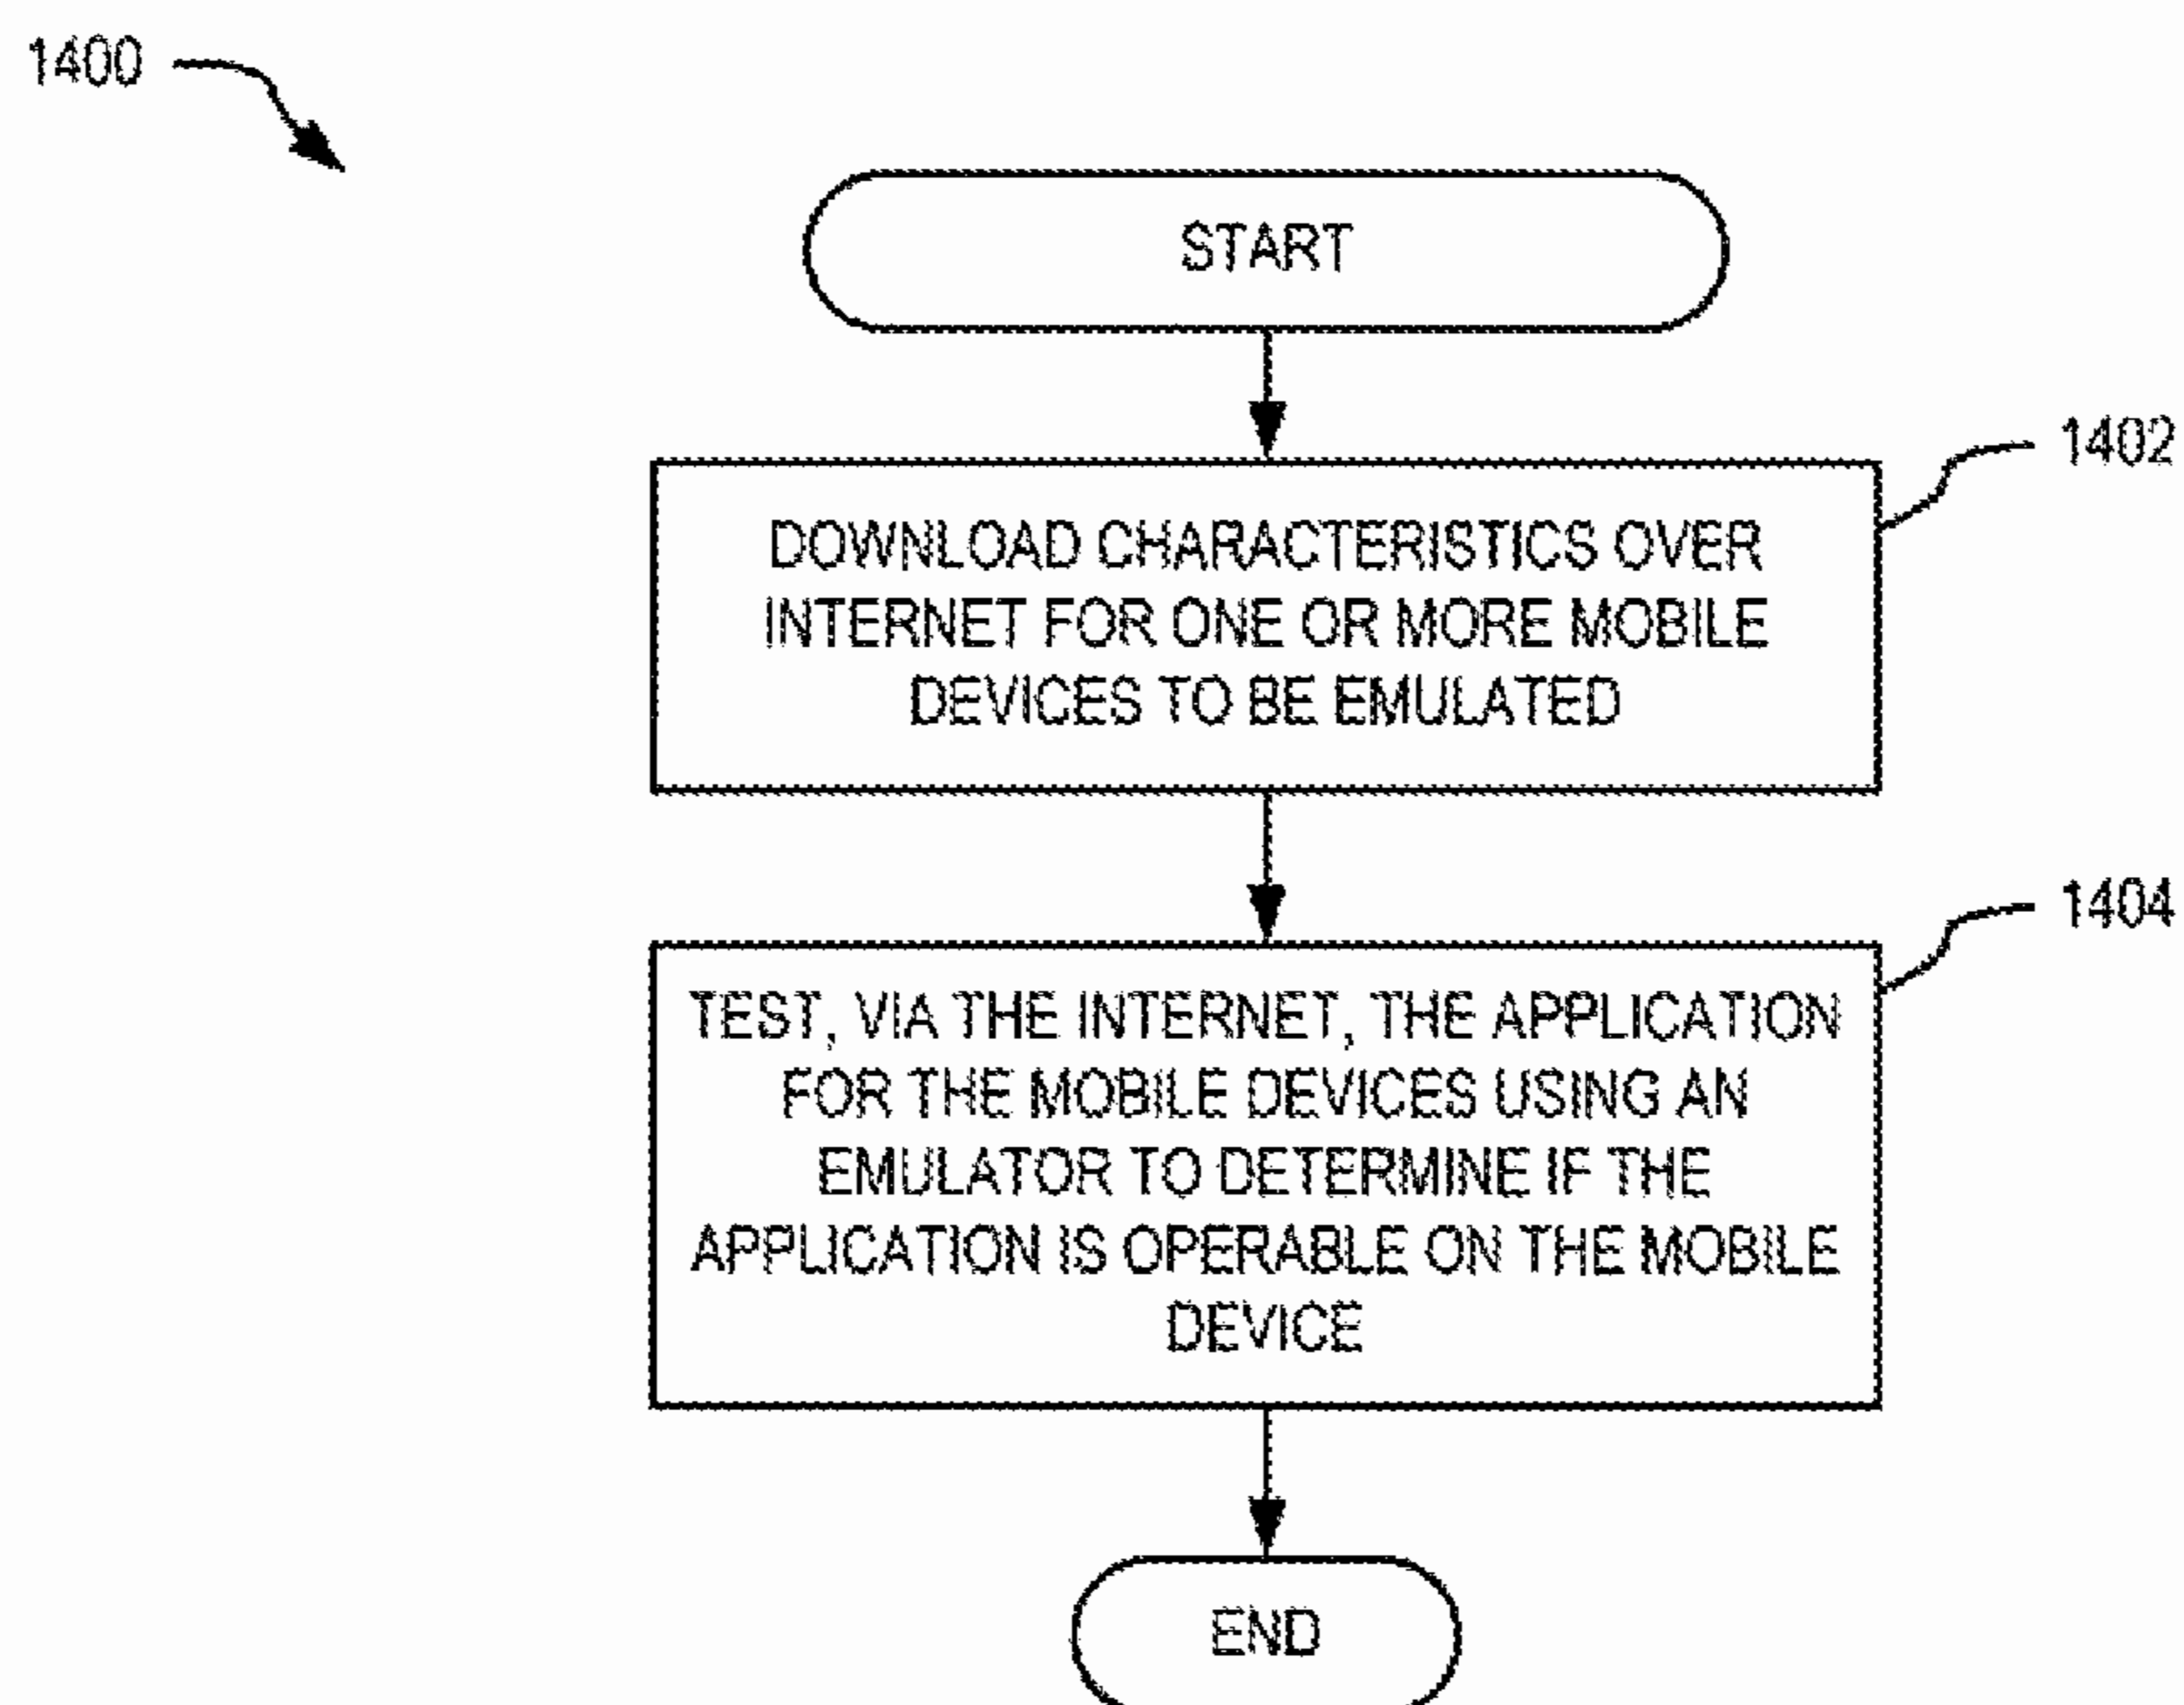 1400
START
1402
DOWNLOAD CHARACTERISTICS OVER
INTERNET FOR ONE OR MORE MOBILE
DEVICES TO BE EMULATED
1404
TEST, VIA THE INTERNET, THE APPLICATION
FOR THE MOBILE DEVICES USING AN
EMULATOR TO DETERMINE IF THE
APPLICATION IS OPERABLE ON THE MOBILE
DEVICE
END